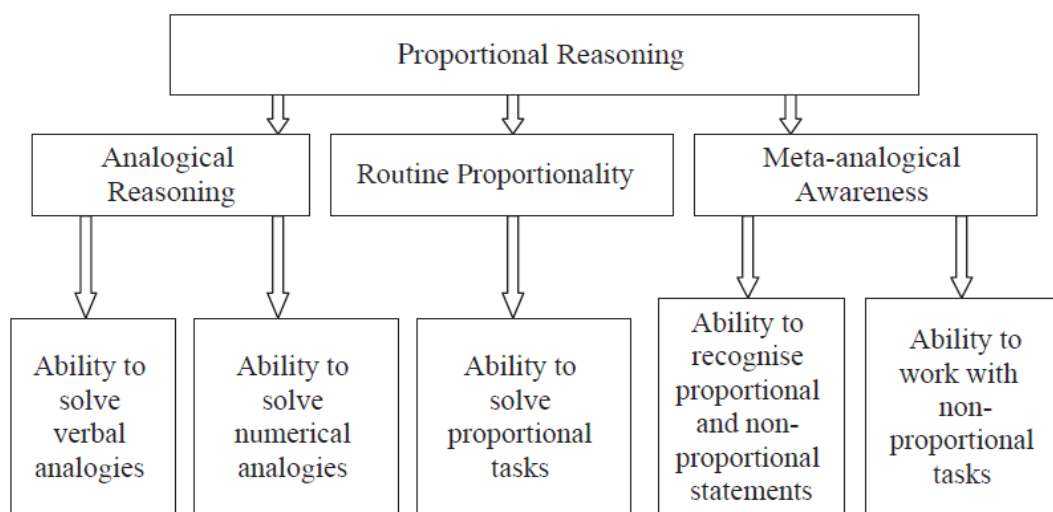 Proportional Reasoning
Analogical
Reasoning
Routine Proportionality
Meta-analogical
Awareness
Ability to
solve
verbal
analogies
Ability to
solve
numerical
analogies
Ability to
solve
proportional
tasks
Ability to
recognise
proportional
and non-
proportional
statements
Ability to
work with
non-
proportional
tasks